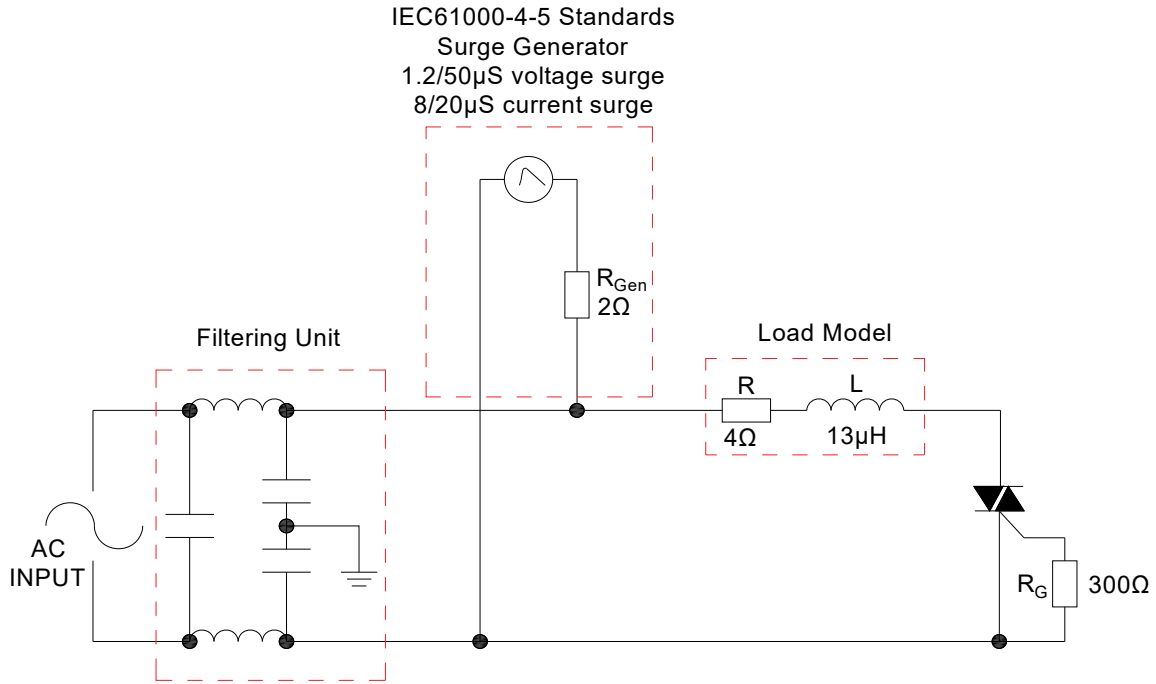 IEC61000-4-5 Standards
Surge Generator
1.2/50µS voltage surge
8/20µS current surge
RGen
2Ω
Filtering Unit
Load Model
R
L
4Ω
13µH
AC
INPUT
RG
300Ω